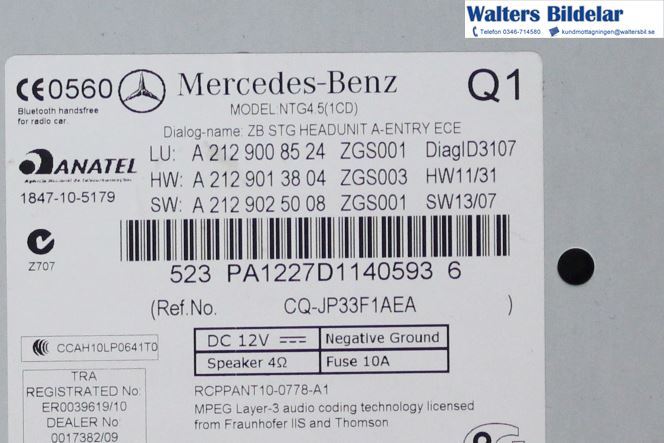 Walters Bildelar
Telefon 0346-714580 kundmottagningen@waltersbil.se
CE0560 Mercedes-Benz Q1
Bluetooth handsfree
for radio car.
MODEL:NTG4.5(1CD)
Dialog-name: ZB STG HEADUNIT A-ENTRY ECE
ANATEL
LU: A 212 900 85 24 ZGS001 DiagID3107
HW: A 212 901 38 04 ZGS003 HW11/31
SW: A 212 902 50 08 ZGS001 SW13/07
1847-10-5179
Z707
523 PA1227D1140593 6
(Ref.No. CQ-JP33F1AEA )
CCAH10LP0641T0
DC 12V Negative Ground
Speaker 4Ω Fuse 10A
TRA
REGISTRATED No:
ER0039619/10
DEALER No:
0017382/09
RCPPANT10-0778-A1
MPEG Layer-3 audio coding technology licensed
from Fraunhofer IIS and Thomson